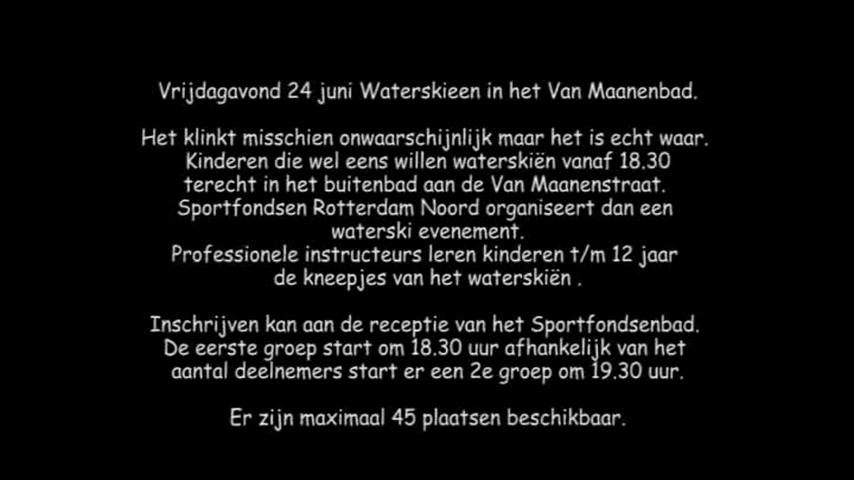 Vrijdagavond 24 juni Waterskieen in het Van Maanenbad.
Het klinkt misschien onwaarschijnlijk maar het is echt waar.
Kinderen die wel eens willen waterskiën vanaf 18.30
terecht in het buitenbad aan de Van Maanenstraat.
Sportfondsen Rotterdam Noord organiseert dan een
waterski evenement.
Professionele instructeurs leren kinderen t/m 12 jaar
de kneepjes van het waterskiën .
Inschrijven kan aan de receptie van het Sportfondsenbad.
De eerste groep start om 18.30 uur afhankelijk van het
aantal deelnemers start er een 2e groep om 19.30 uur.
Er zijn maximaal 45 plaatsen beschikbaar.